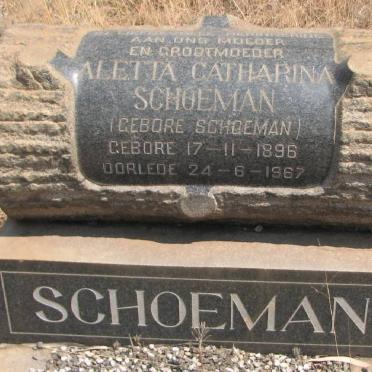 AAN ONS MOEDER
EN GROOTMOEDER
ALETTA CATHARINA
SCHOEMAN
(GEBORE SCHOEMAN)
GEBORE 17-11-1896
OORLEDE 24-6-1967
SCHOEMAN